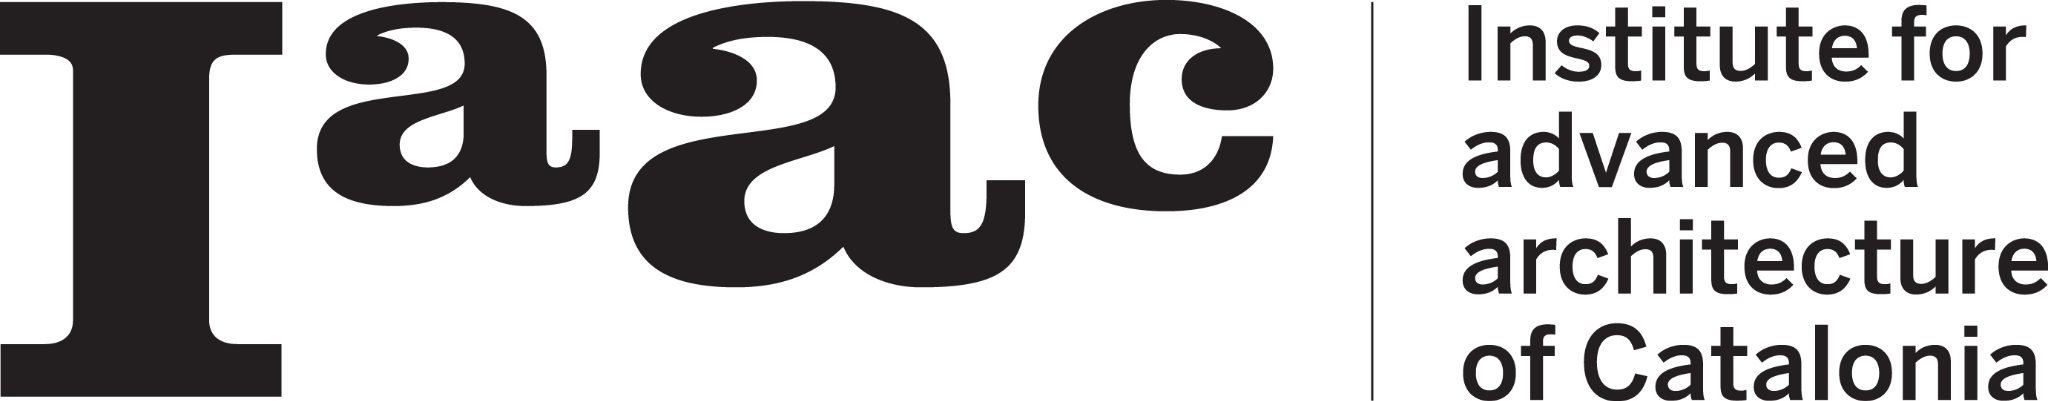 Iaac
Institute for
advanced
architecture
of Catalonia